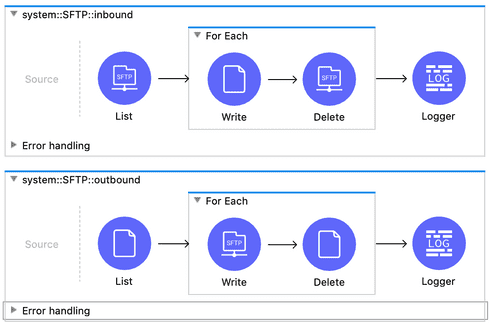 system::SFTP::inbound
For Each
Source
SFTP
SFTP
LOG
List
Write
Delete
Logger
Error handling
system::SFTP::outbound
For Each
Source
SFTP
LOG
List
Write
Delete
Logger
Error handling